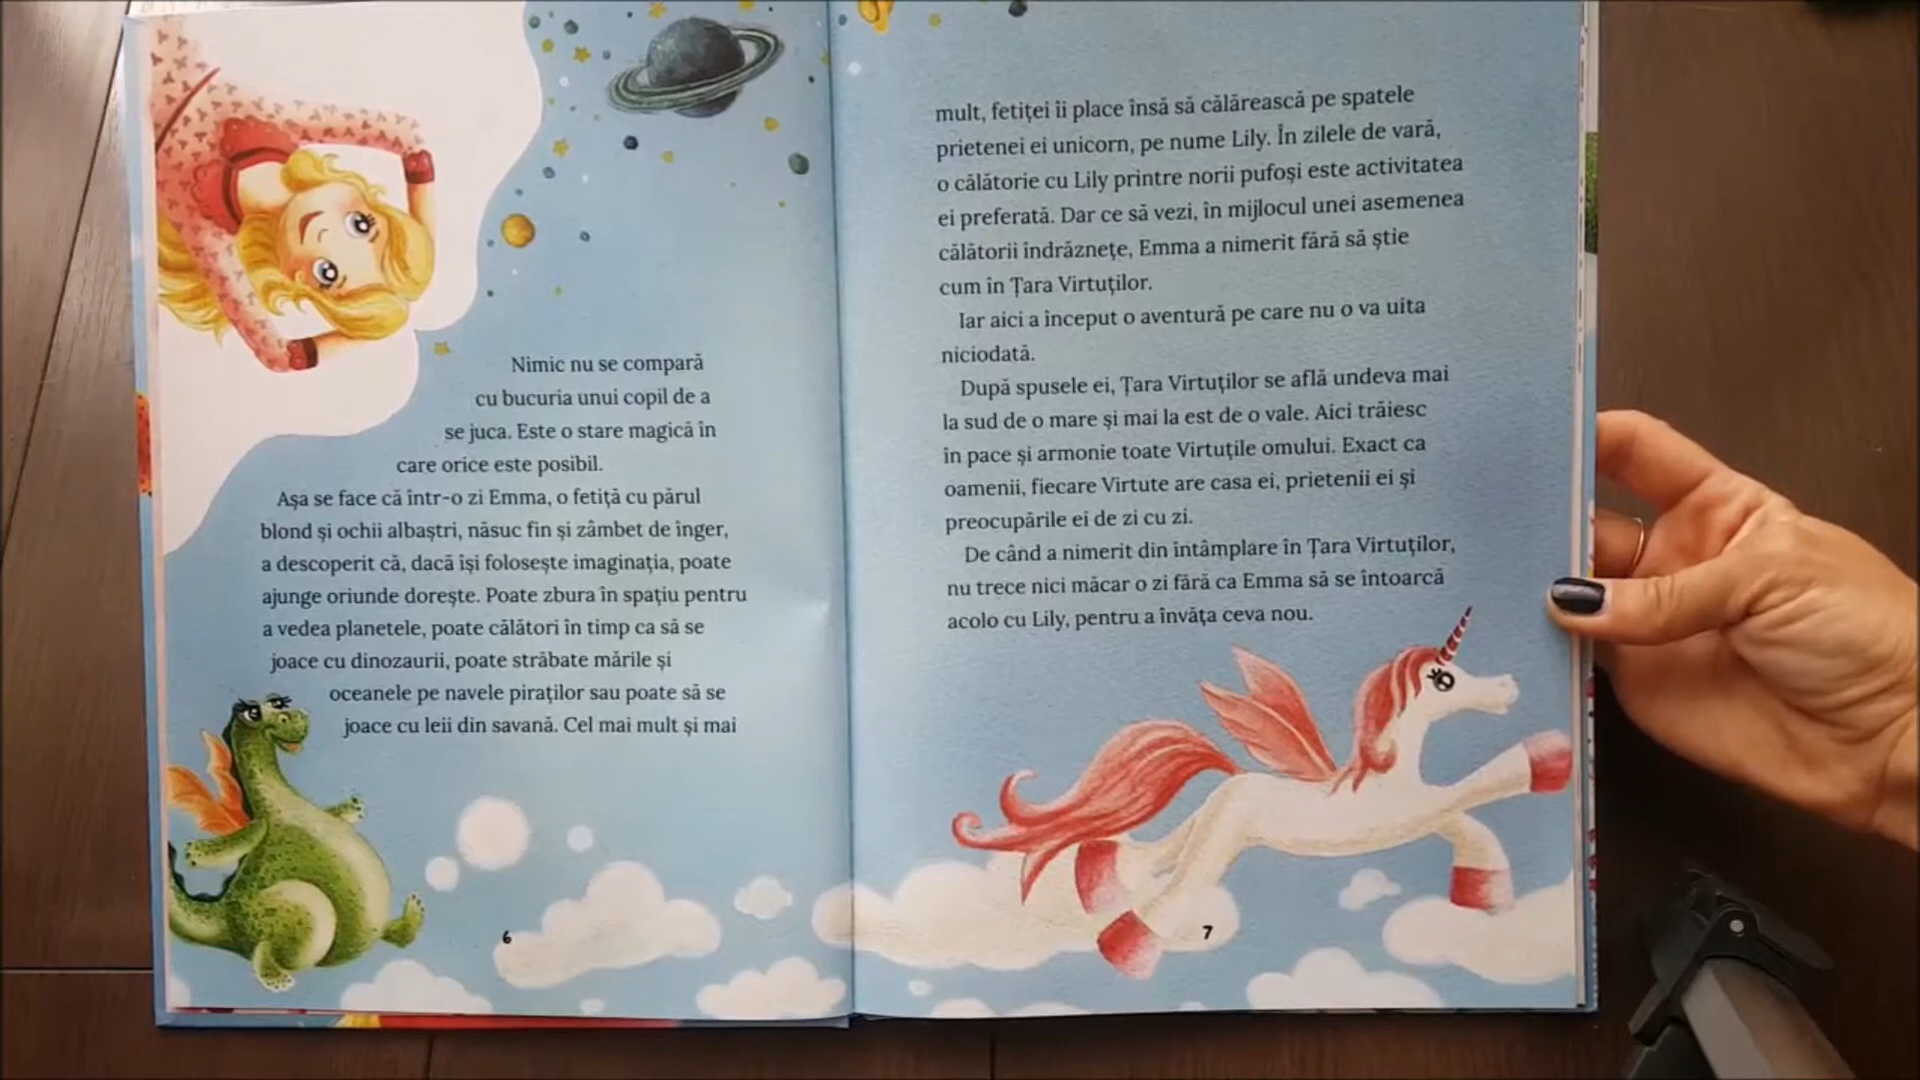 Nimic nu se compară
cu bucuria unui copil de a
se juca. Este o stare magică în
care orice este posibil.
Așa se face că într-o zi Emma, o fetiță cu părul
blond și ochii albaștri, năsuc fin și zâmbet de înger,
a descoperit că, dacă își folosește imaginația, poate
ajunge oriunde dorește. Poate zbura în spațiu pentru
a vedea planetele, poate călători în timp ca să se
joace cu dinozaurii, poate străbate mările și
oceanele pe navele piraților sau poate să se
joace cu leii din savană. Cel mai mult și mai
6
mult, fetiței îi place însă să călărească pe spatele
prietenei ei unicorn, pe nume Lily. În zilele de vară,
o călătorie cu Lily printre norii pufoși este activitatea
ei preferată. Dar ce să vezi, în mijlocul unei asemenea
călătorii îndrăznețe, Emma a nimerit fără să știe
cum în Țara Virtuților.
Iar aici a început o aventură pe care nu o va uita
niciodată.
După spusele ei, Țara Virtuților se află undeva mai
la sud de o mare și mai la est de o vale. Aici trăiesc
în pace și armonie toate Virtuțile omului. Exact ca
oamenii, fiecare Virtute are casa ei, prietenii ei și
preocupările ei de zi cu zi.
De când a nimerit din întâmplare în Țara Virtuților,
nu trece nici măcar o zi fără ca Emma să se întoarcă
acolo cu Lily, pentru a învăța ceva nou.
7